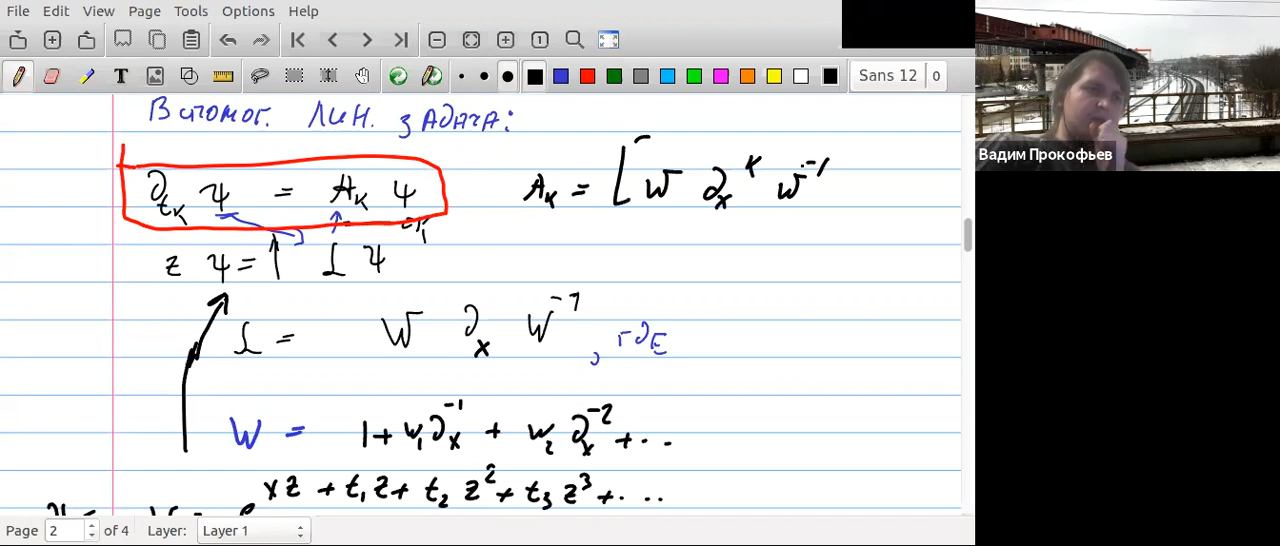 File Edit View Page Tools Options Help
Sans 12 0
Вспомог. Лин. задача:
∂_{t_k} ψ = A_k ψ
A_k = [ W ∂_x^k W^{-1}
z ψ = L ψ
L = W ∂_x W^{-1}, где
W = 1 + w_1 ∂_x^{-1} + w_2 ∂_x^{-2} + ...
xz + t_1 z + t_2 z^2 + t_3 z^3 + ...
Вадим Прокофьев
Page 2 of 4 Layer: Layer 1